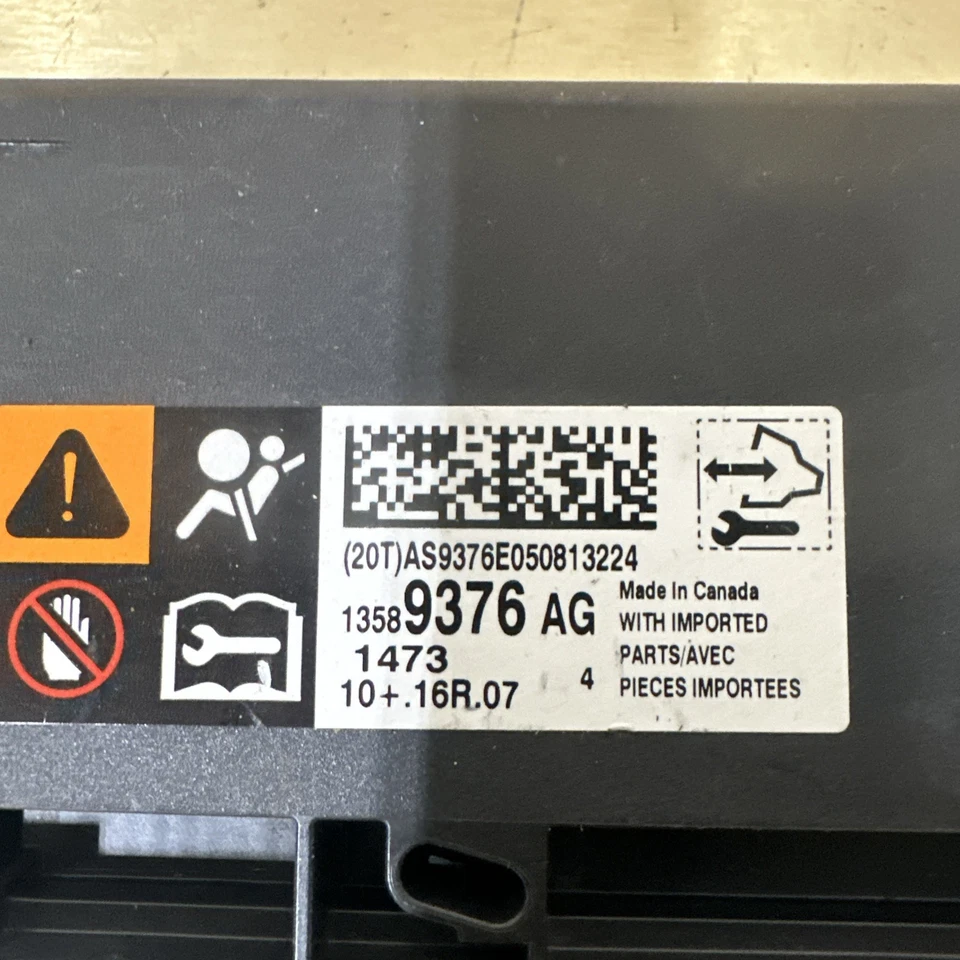 (20T)AS9376E050813224
13589376 AG
1473
10+.16R.07
4
Made In Canada
WITH IMPORTED
PARTS/AVEC
PIECES IMPORTEES